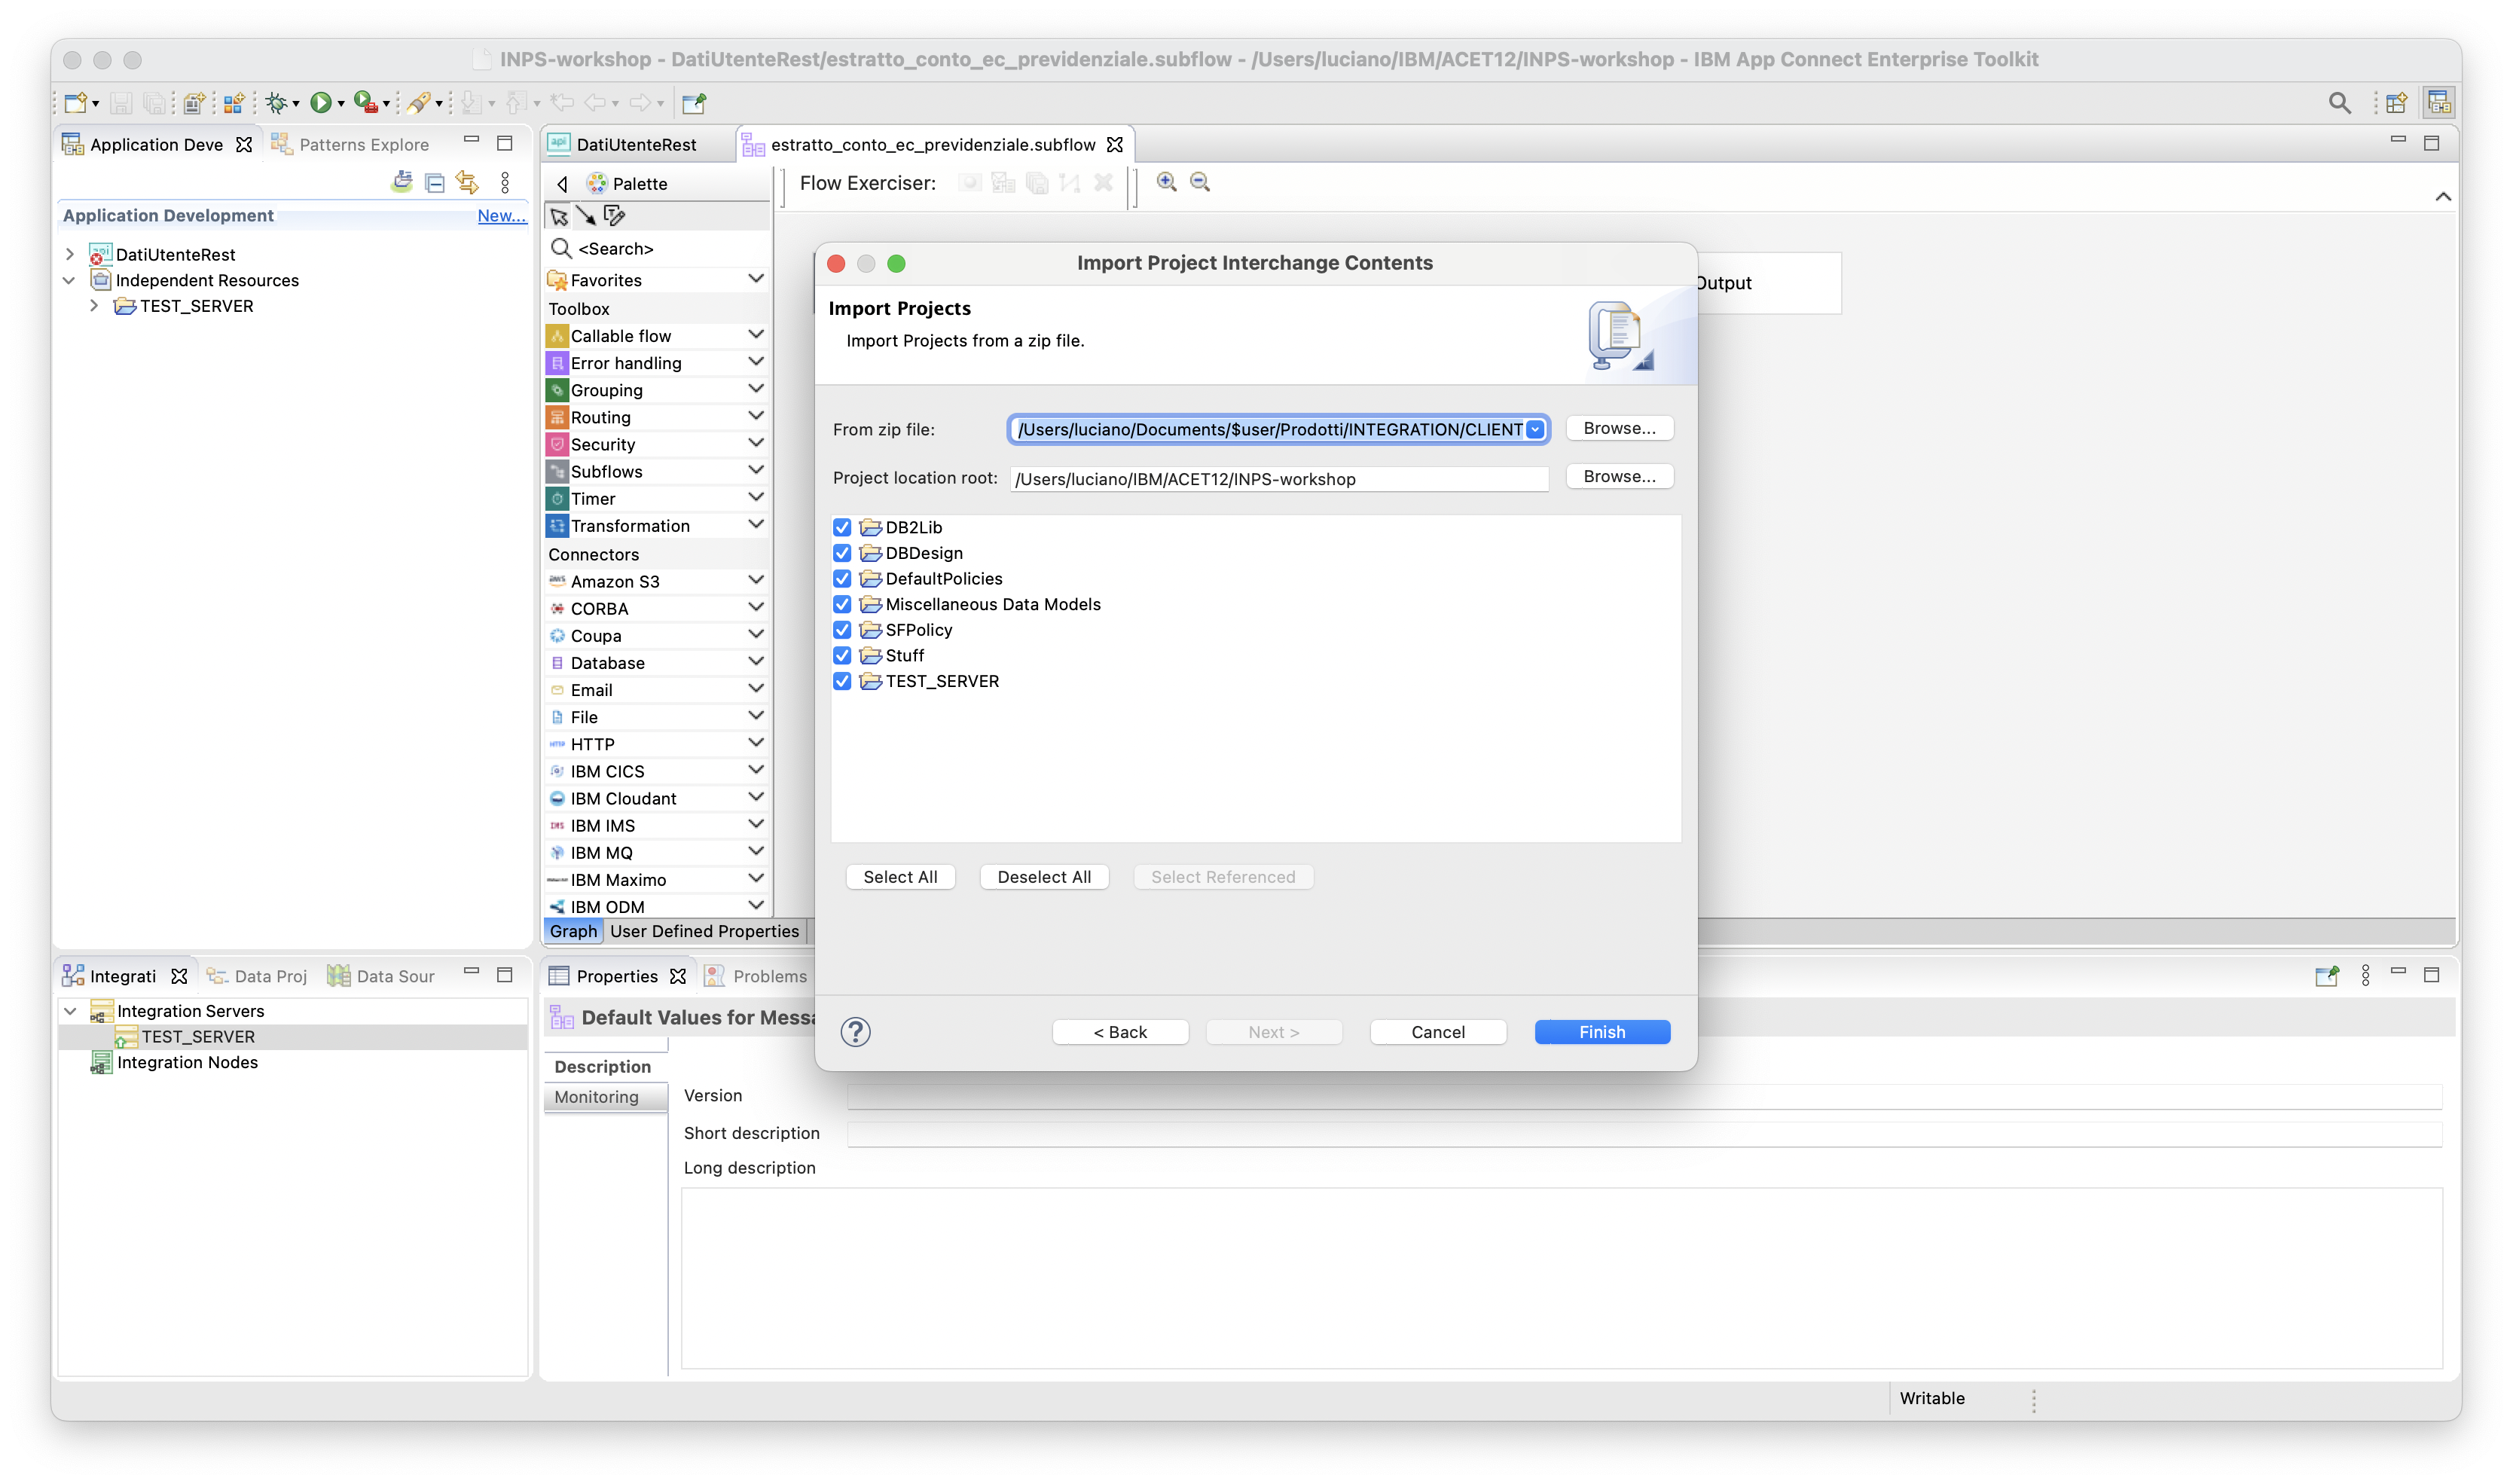 INPS-workshop - DatiUtenteRest/estratto_conto_ec_previdenziale.subflow - /Users/luciano/IBM/ACET12/INPS-workshop - IBM App Connect Enterprise Toolkit
Application Deve
Patterns Explore
Application Development
New...
DatiUtenteRest
Independent Resources
TEST_SERVER
DatiUtenteRest
estratto_conto_ec_previdenziale.subflow
Palette
Flow Exerciser:
<Search>
Favorites
Toolbox
Callable flow
Error handling
Grouping
Routing
Security
Subflows
Timer
Transformation
Connectors
Amazon S3
CORBA
Coupa
Database
Email
File
HTTP
IBM CICS
IBM Cloudant
IBM IMS
IBM MQ
IBM Maximo
IBM ODM
Graph
User Defined Properties
Output
Import Project Interchange Contents
Import Projects
Import Projects from a zip file.
From zip file:
/Users/luciano/Documents/$user/Prodotti/INTEGRATION/CLIENT
Browse...
Project location root:
/Users/luciano/IBM/ACET12/INPS-workshop
Browse...
DB2Lib
DBDesign
DefaultPolicies
Miscellaneous Data Models
SFPolicy
Stuff
TEST_SERVER
Select All
Deselect All
Select Referenced
?
< Back
Next >
Cancel
Finish
Integrati
Data Proj
Data Sour
Integration Servers
TEST_SERVER
Integration Nodes
Properties
Problems
Default Values for Messa
Description
Monitoring
Version
Short description
Long description
Writable